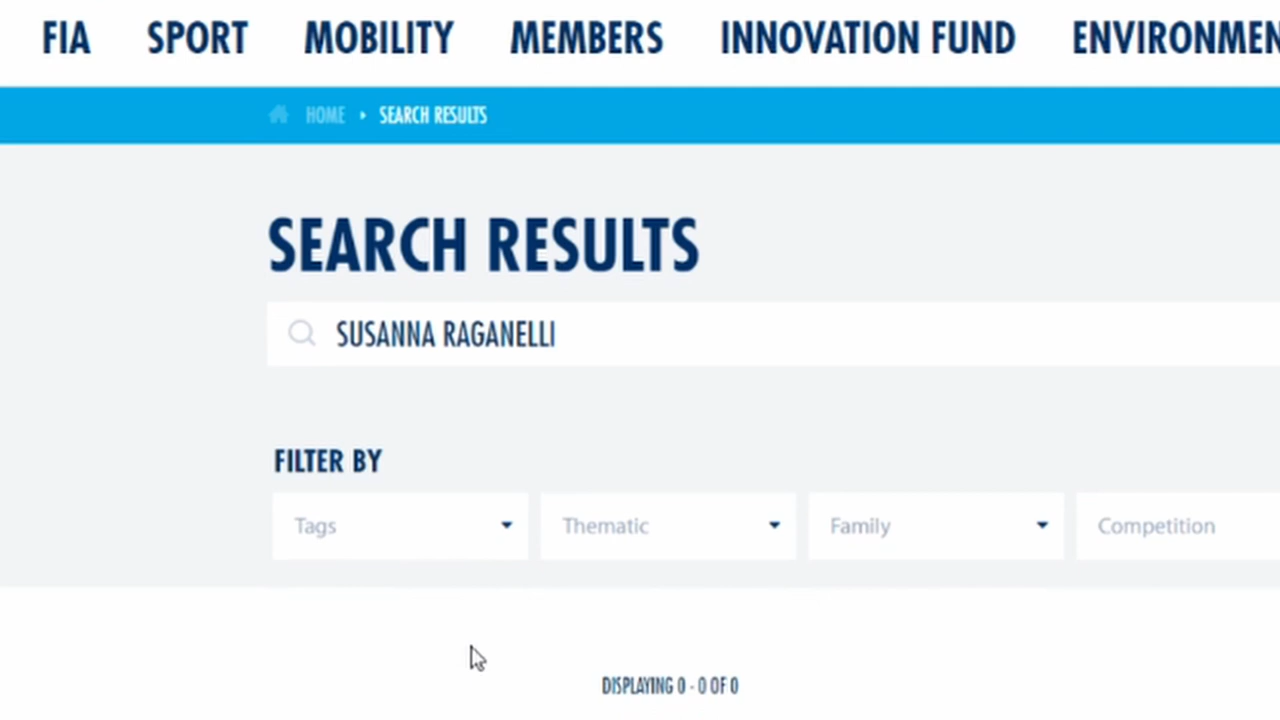 FIA SPORT MOBILITY MEMBERS INNOVATION FUND ENVIRONMEN
HOME SEARCH RESULTS
SEARCH RESULTS
SUSANNA RAGANELLI
FILTER BY
Tags Thematic Family Competition
DISPLAYING 0 - 0 OF 0